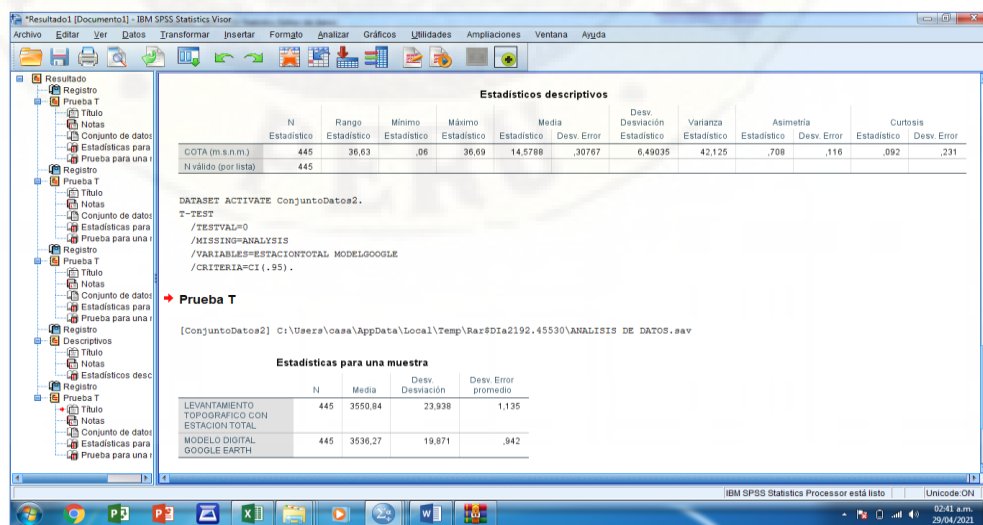 *Resultado1 [Documento1] - IBM SPSS Statistics Visor
Archivo Editar Ver Datos Transformar Insertar Formato Analizar Gráficos Utilidades Ampliaciones Ventana Ayuda
Resultado
Registro
Prueba T
Título
Notas
Conjunto de datos
Estadísticas para
Prueba para una r
Registro
Prueba T
Título
Notas
Conjunto de datos
Estadísticas para
Prueba para una r
Registro
Prueba T
Título
Notas
Conjunto de datos
Estadísticas para
Prueba para una r
Registro
Descriptivos
Título
Notas
Estadísticos desc
Registro
Prueba T
Título
Notas
Conjunto de datos
Estadísticas para
Prueba para una r
Estadísticos descriptivos
N Rango Mínimo Máximo Media Desv. Desviación Varianza Asimetría Curtosis
Estadístico Estadístico Estadístico Estadístico Estadístico Desv. Error Estadístico Estadístico Estadístico Desv. Error Estadístico Desv. Error
COTA (m.s.n.m.) 445 36,63 ,06 36,69 14,5788 ,30767 6,49035 42,125 ,708 ,116 ,092 ,231
N válido (por lista) 445
DATASET ACTIVATE ConjuntoDatos2.
T-TEST
/TESTVAL=0
/MISSING=ANALYSIS
/VARIABLES=ESTACIONTOTAL MODELGOOGLE
/CRITERIA=CI(.95).
Prueba T
[ConjuntoDatos2] C:\Users\casa\AppData\Local\Temp\Rar$DIa2192.45530\ANALISIS DE DATOS.sav
Estadísticas para una muestra
N Media Desv. Desviación Desv. Error promedio
LEVANTAMIENTO TOPOGRAFICO CON ESTACION TOTAL 445 3550,84 23,938 1,135
MODELO DIGITAL GOOGLE EARTH 445 3536,27 19,871 ,942
IBM SPSS Statistics Processor está listo Unicode:ON
02:41 a.m.
29/04/2021